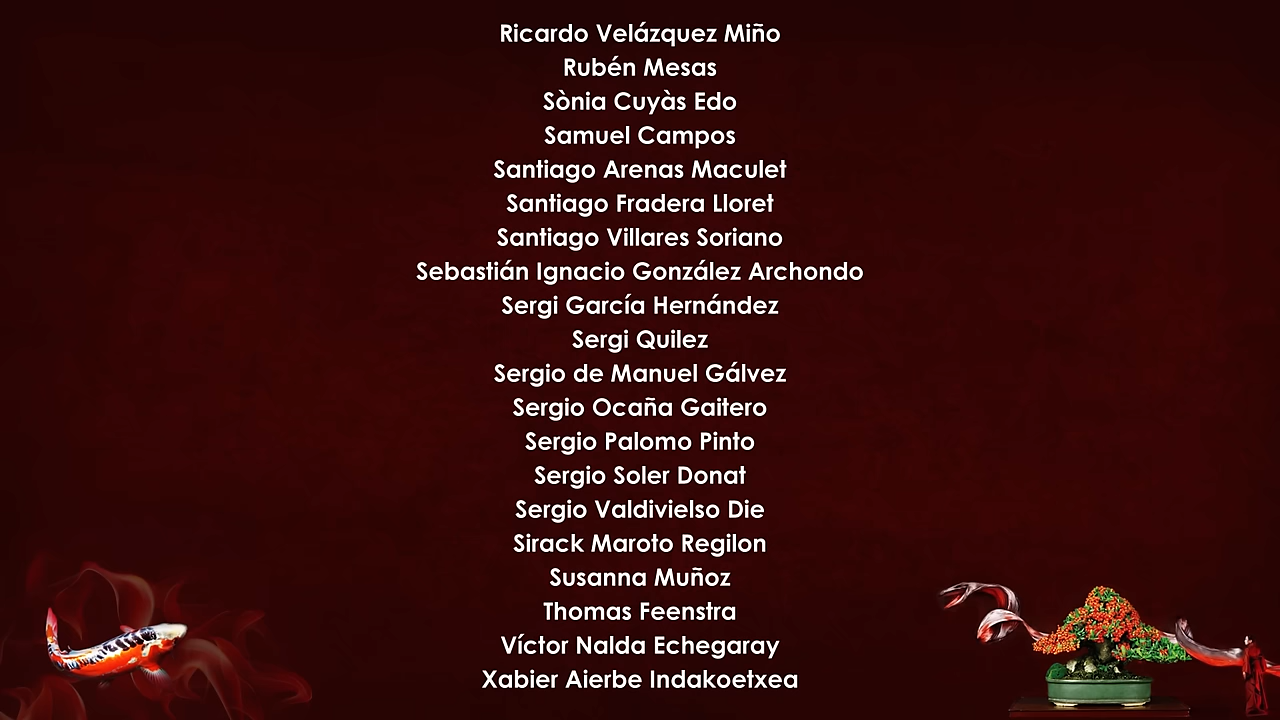 Ricardo Velázquez Miño
Rubén Mesas
Sònia Cuyàs Edo
Samuel Campos
Santiago Arenas Maculet
Santiago Fradera Lloret
Santiago Villares Soriano
Sebastián Ignacio González Archondo
Sergi García Hernández
Sergi Quilez
Sergio de Manuel Gálvez
Sergio Ocaña Gaitero
Sergio Palomo Pinto
Sergio Soler Donat
Sergio Valdivielso Die
Sirack Maroto Regilon
Susanna Muñoz
Thomas Feenstra
Víctor Nalda Echegaray
Xabier Aierbe Indakoetxea